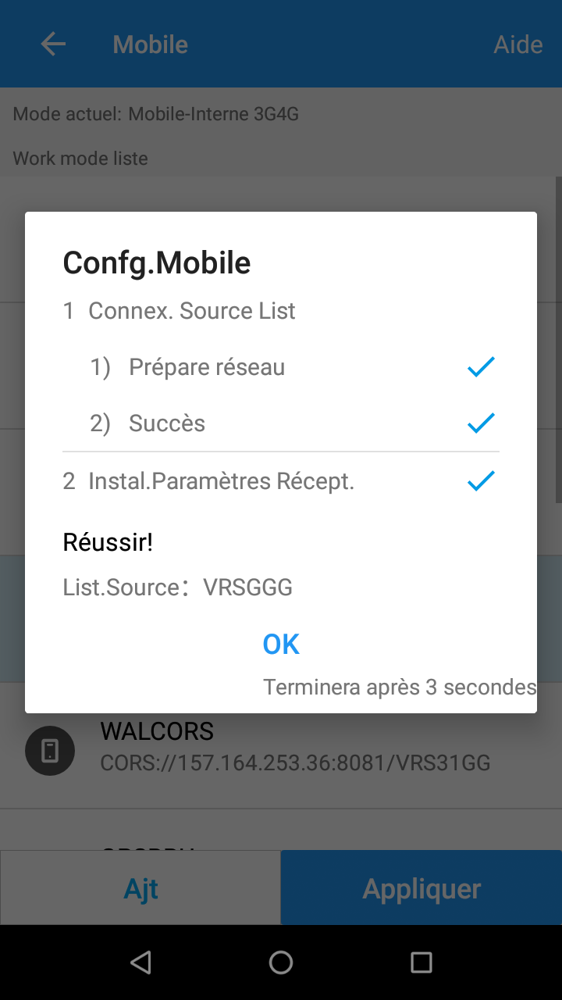 Mobile
Aide
Mode actuel: Mobile-Interne 3G4G
Work mode liste
Confg.Mobile
1 Connex. Source List
1) Prépare réseau
2) Succès
2 Instal.Paramètres Récept.
Réussir!
List.Source：VRSGGG
OK
Terminera après 3 secondes
WALCORS
CORS://157.164.253.36:8081/VRS31GG
Ajt
Appliquer